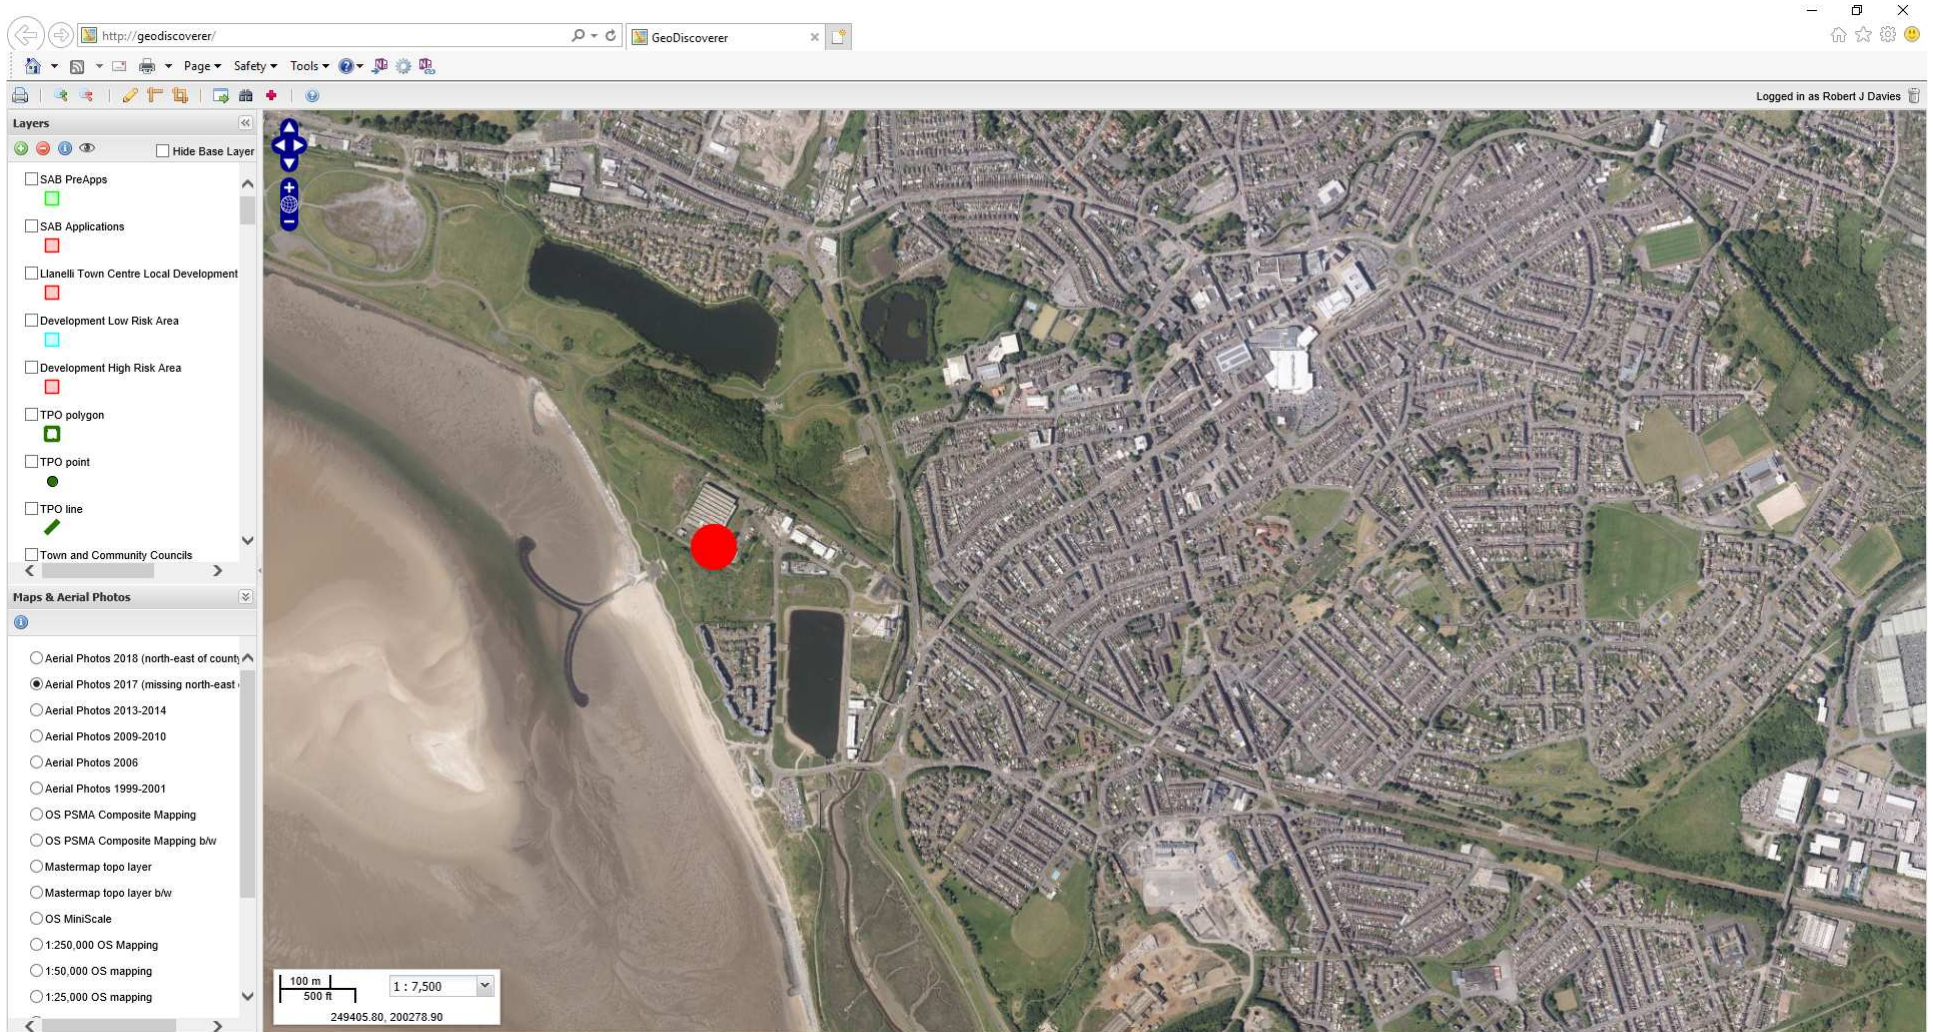 http://geodiscoverer/
GeoDiscoverer
Page
Safety
Tools
Logged in as Robert J Davies
Layers
Hide Base Layer
SAB PreApps
SAB Applications
Llanelli Town Centre Local Development
Development Low Risk Area
Development High Risk Area
TPO polygon
TPO point
TPO line
Town and Community Councils
Maps & Aerial Photos
Aerial Photos 2018 (north-east of county
Aerial Photos 2017 (missing north-east
Aerial Photos 2013-2014
Aerial Photos 2009-2010
Aerial Photos 2006
Aerial Photos 1999-2001
OS PSMA Composite Mapping
OS PSMA Composite Mapping b/w
Mastermap topo layer
Mastermap topo layer b/w
OS MiniScale
1:250,000 OS Mapping
1:50,000 OS mapping
1:25,000 OS mapping
100 m
500 ft
1 : 7,500
249405.80, 200278.90